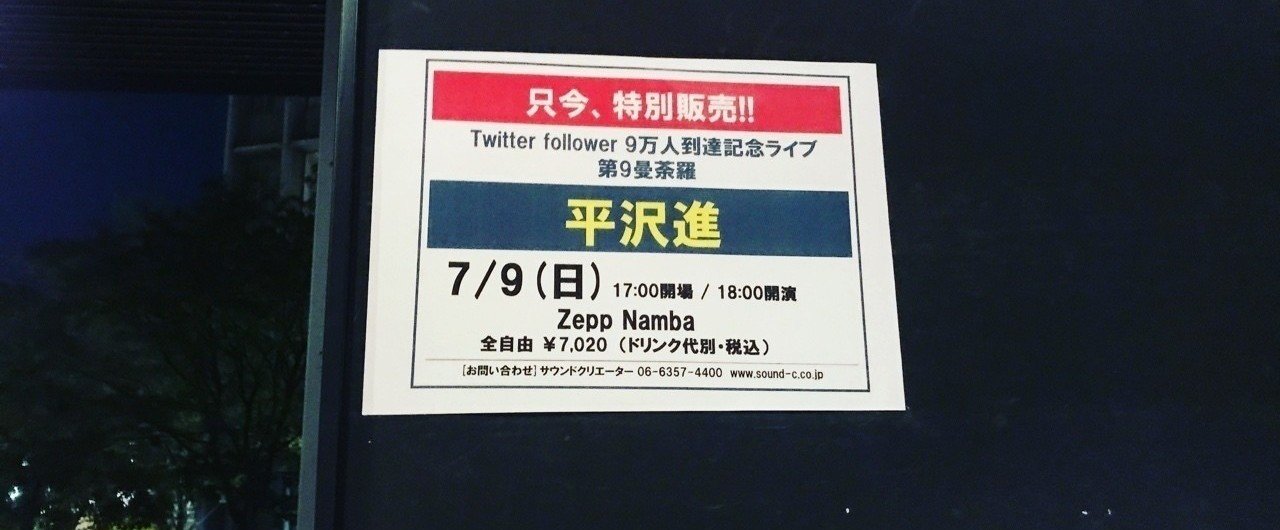 只今、特別販売!!
Twitter follower 9万人到達記念ライブ
第9曼荼羅
平沢進
7/9(日) 17:00開場 / 18:00開演
Zepp Namba
全自由 ¥7,020 (ドリンク代別・税込)
[お問い合わせ]サウンドクリエーター 06-6357-4400 www.sound-c.co.jp